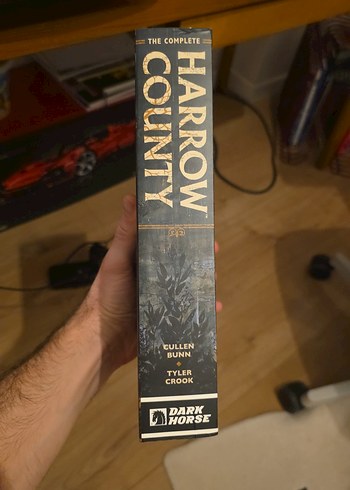 THE COMPLETE
HARROW
COUNTY
CULLEN
BUNN
TYLER
CROOK
DARK
HORSE